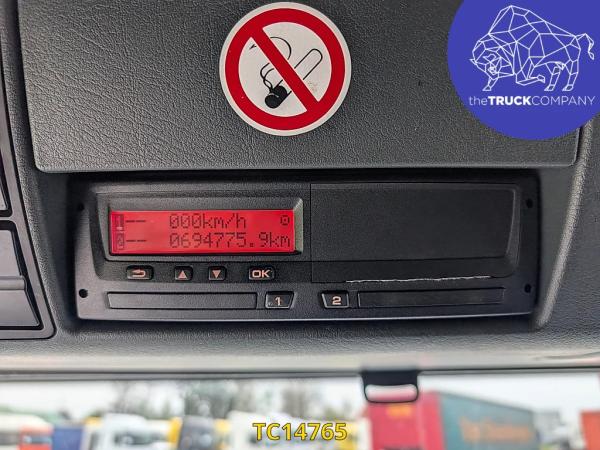 theTRUCKCOMPANY
1-- 000km/h
0-- 0694775.9km
OK
1
2
TC14765